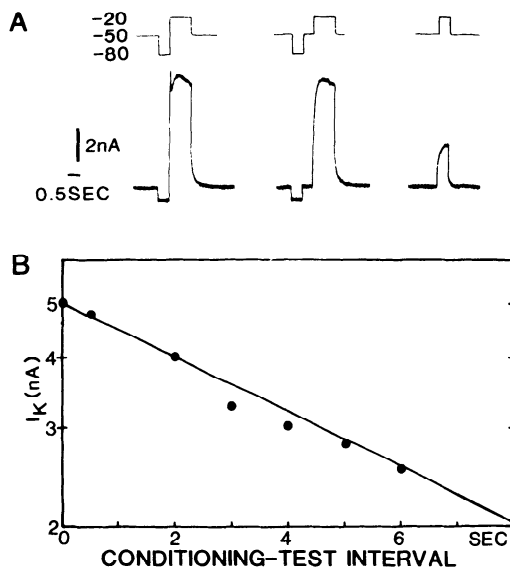 A
-20
-50
-80
2nA
0.5SEC
B
5
4
3
2
I_K (nA)
0 2 4 6 SEC
CONDITIONING-TEST INTERVAL